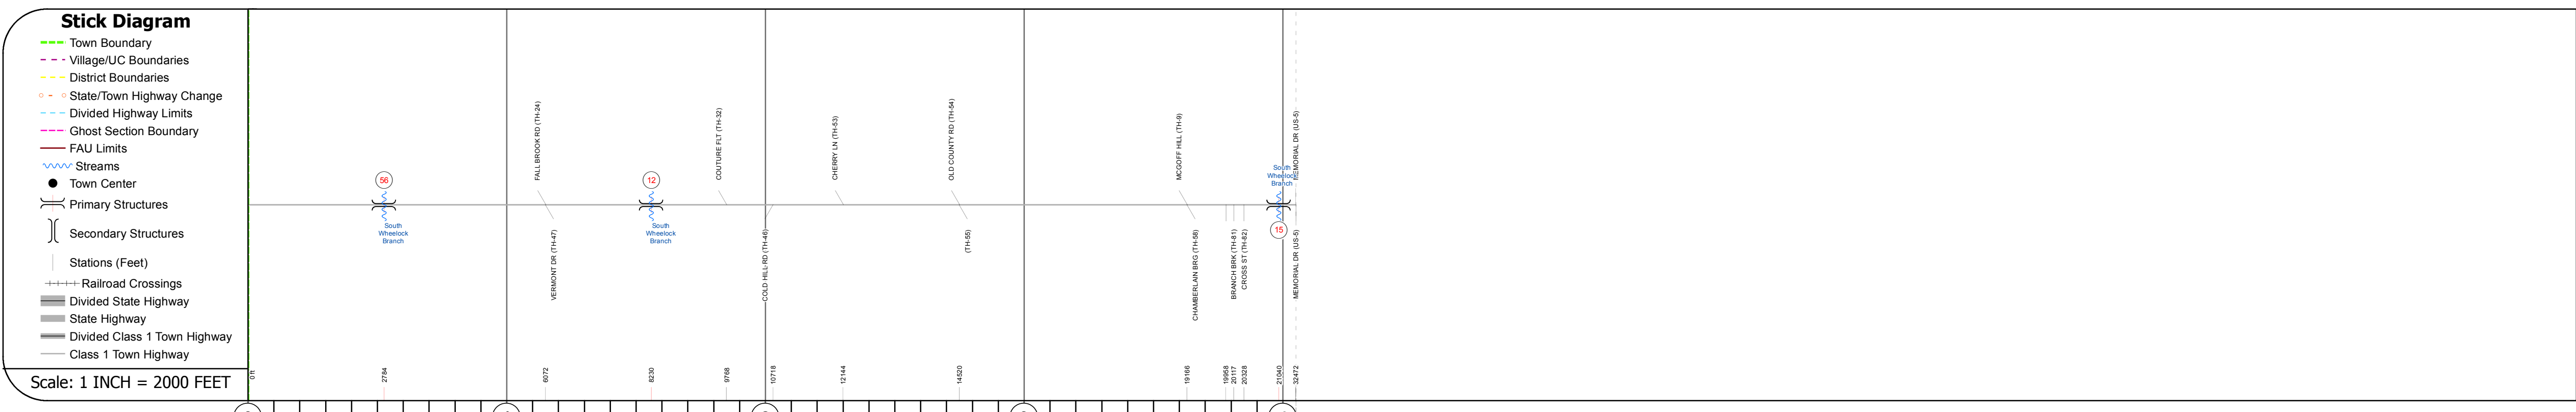 Stick Diagram
Town Boundary
Village/UC Boundaries
District Boundaries
State/Town Highway Change
Divided Highway Limits
Ghost Section Boundary
FAU Limits
Streams
Town Center
Primary Structures
Secondary Structures
Stations (Feet)
Railroad Crossings
Divided State Highway
State Highway
Divided Class 1 Town Highway
Class 1 Town Highway
Scale: 1 INCH = 2000 FEET
56
South
Wheelock
Branch
FALL BROOK RD (TH-24)
VERMONT DR (TH-47)
12
South
Wheelock
Branch
COUTURE FLT (TH-32)
COLD HILL-RD (TH-46)
CHERRY LN (TH-53)
OLD COUNTY RD (TH-54)
(TH-55)
MCGOFF HILL (TH-9)
CHAMBERLAIN BRG (TH-58)
BRANCH BRK (TH-81)
CROSS ST (TH-82)
South
Wheelock
Branch
15
MEMORIAL DR (US-5)
MEMORIAL DR (US-5)
0 ft
2784
6072
8230
9768
10718
12144
14520
19166
19958
20117
20328
21040
32472